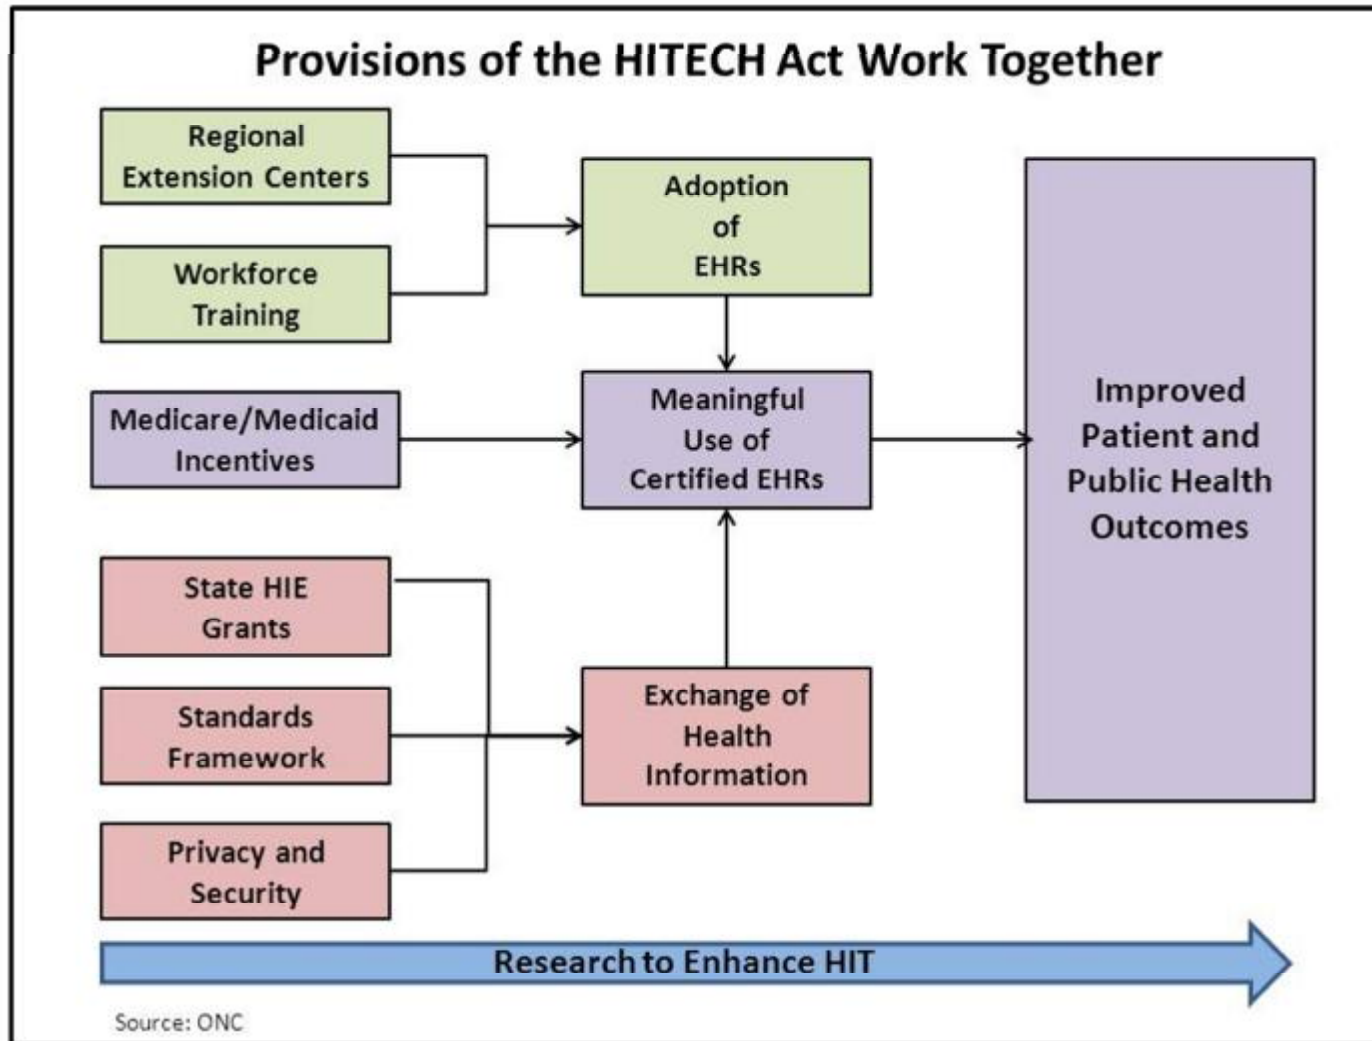 Provisions of the HITECH Act Work Together
Regional
Extension Centers
Workforce
Training
Medicare/Medicaid
Incentives
State HIE
Grants
Standards
Framework
Privacy and
Security
Adoption
of
EHRs
Meaningful
Use of
Certified EHRs
Exchange of
Health
Information
Improved
Patient and
Public Health
Outcomes
Research to Enhance HIT
Source: ONC